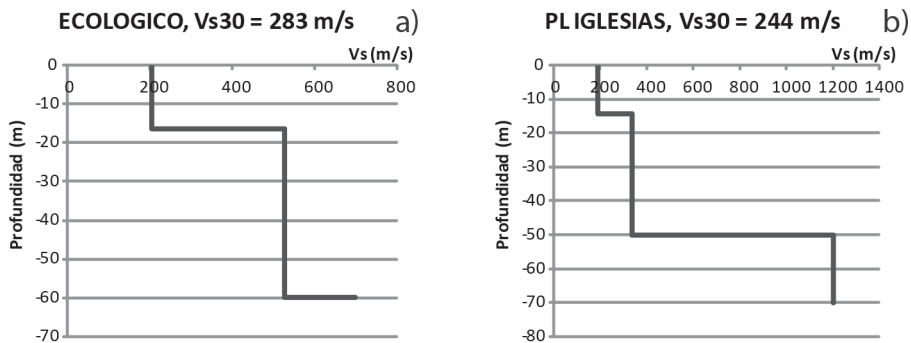 ECOLOGICO, Vs30 = 283 m/s
a)
Vs (m/s)
0
0 200 400 600 800
-10
-20
-30
-40
-50
-60
-70
Profundidad (m)
PL IGLESIAS, Vs30 = 244 m/s
b)
Vs (m/s)
0
0 200 400 600 800 1000 1200 1400
-10
-20
-30
-40
-50
-60
-70
-80
Profundidad (m)